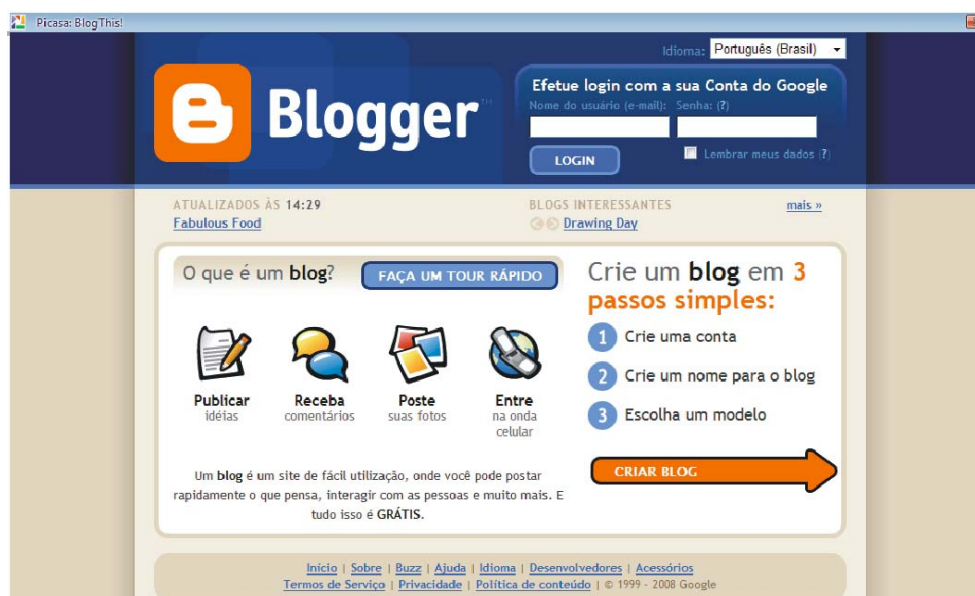 Picasa: BlogThis!
Idioma: Português (Brasil)
Blogger™
Efetue login com a sua Conta do Google
Nome do usuário (e-mail): Senha: (?)
LOGIN
Lembrar meus dados (?)
ATUALIZADOS ÀS 14:29
Fabulous Food
BLOGS INTERESSANTES
mais »
Drawing Day
O que é um blog?
FAÇA UM TOUR RÁPIDO
Publicar
idéias
Receba
comentários
Poste
suas fotos
Entre
na onda
celular
Um blog é um site de fácil utilização, onde você pode postar
rapidamente o que pensa, interagir com as pessoas e muito mais. E
tudo isso é GRÁTIS.
Crie um blog em 3
passos simples:
1 Crie uma conta
2 Crie um nome para o blog
3 Escolha um modelo
CRIAR BLOG
Início | Sobre | Buzz | Ajuda | Idioma | Desenvolvedores | Acessórios
Termos de Serviço | Privacidade | Política de conteúdo | © 1999 - 2008 Google